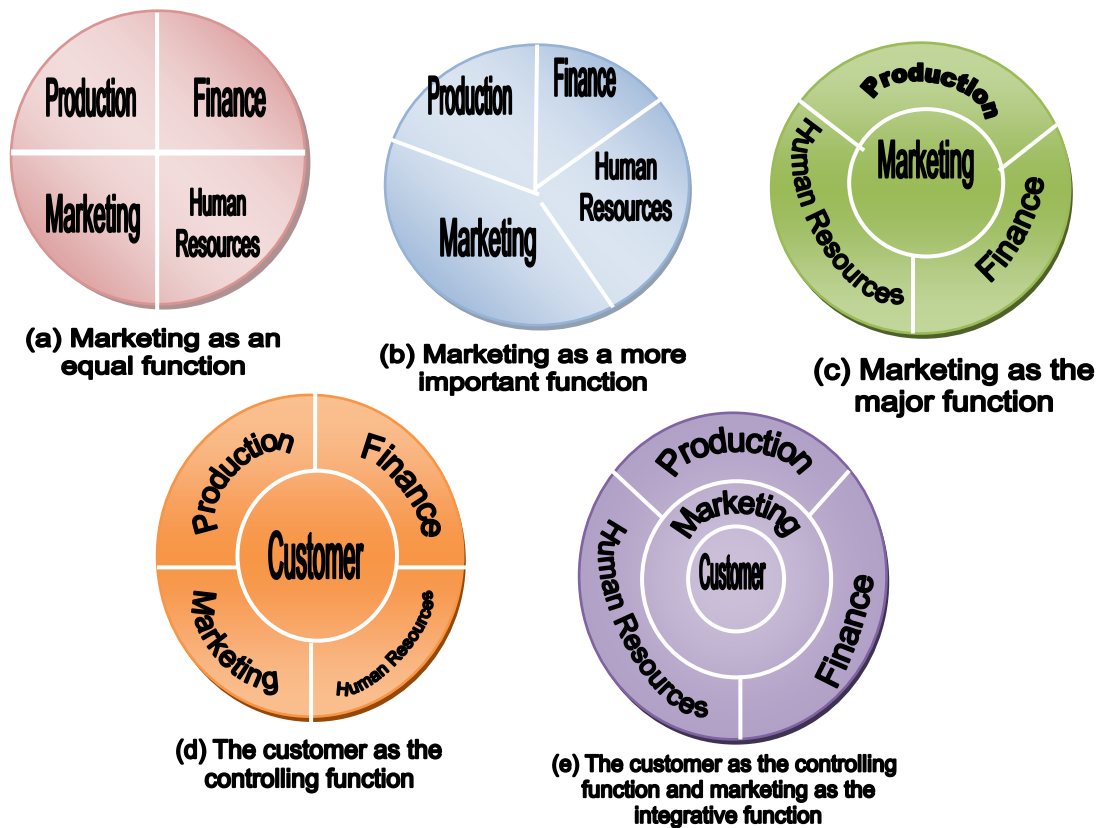 Production
Finance
Marketing
Human
Resources
(a) Marketing as an
equal function
Production
Finance
Human
Resources
Marketing
(b) Marketing as a more
important function
Production
Marketing
Human Resources
Finance
(c) Marketing as the
major function
Production
Finance
Customer
Marketing
Human Resources
(d) The customer as the
controlling function
Production
Marketing
Customer
Human Resources
Finance
(e) The customer as the controlling
function and marketing as the
integrative function